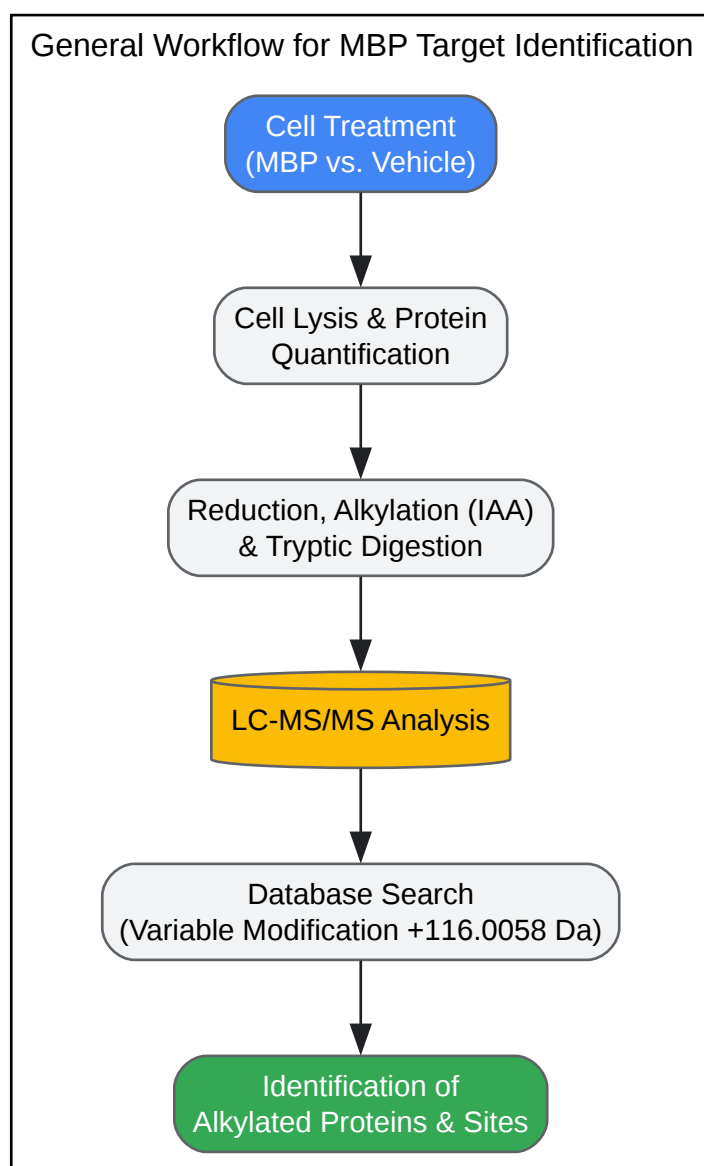 General Workflow for MBP Target Identification
Cell Treatment
(MBP vs. Vehicle)
Cell Lysis & Protein
Quantification
Reduction, Alkylation (IAA)
& Tryptic Digestion
LC-MS/MS Analysis
Database Search
(Variable Modification +116.0058 Da)
Identification of
Alkylated Proteins & Sites